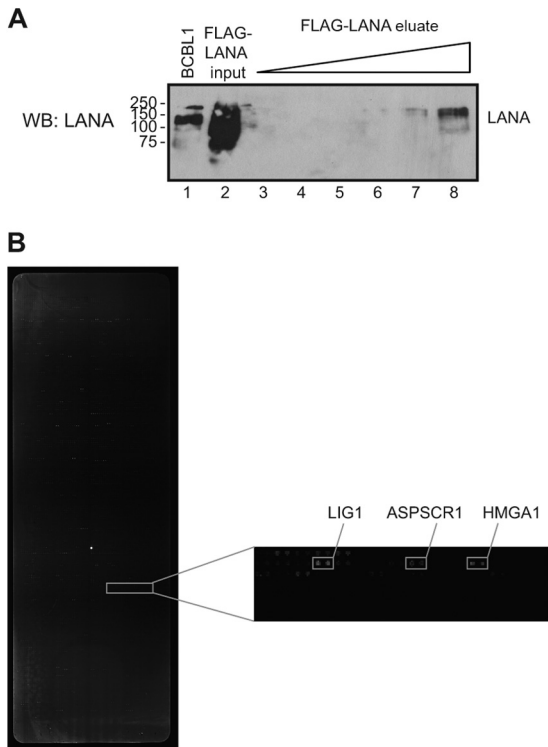 A
BCBL1
FLAG-
LANA
input
FLAG-LANA eluate
WB: LANA
250 -
150 -
100 -
75 -
LANA
1 2 3 4 5 6 7 8
B
LIG1 ASPSCR1 HMGA1